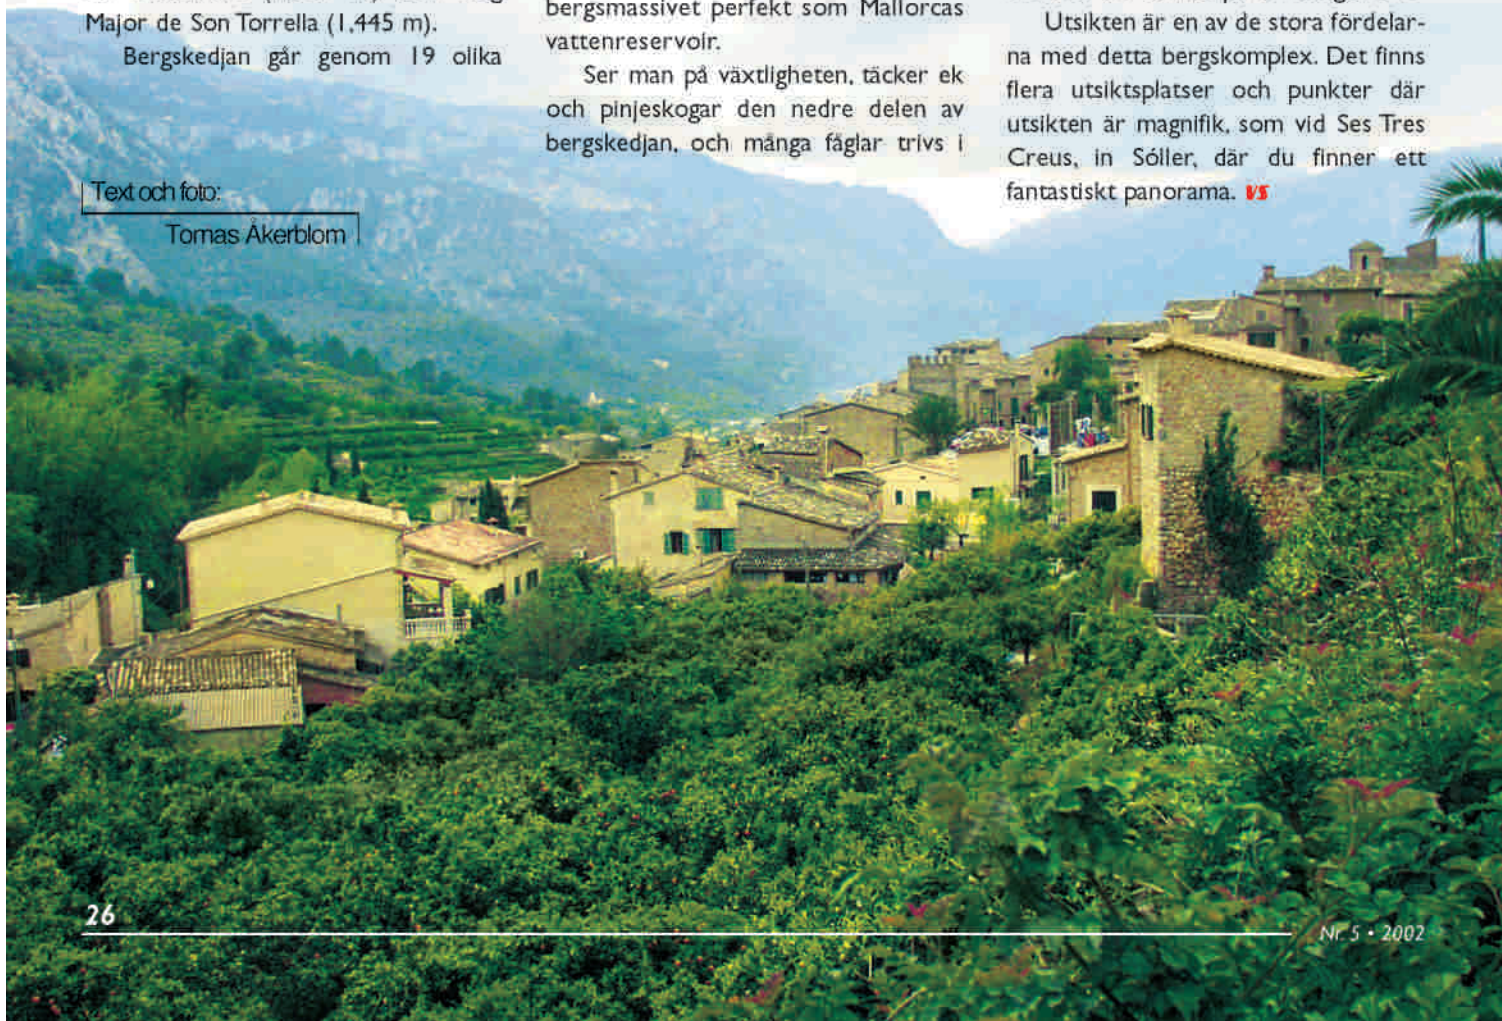 Major de Son Torrella (1,445 m).
Bergskedjan går genom 19 olika
Text och foto:
Tomas Åkerblom
bergsmassivet perfekt som Mallorcas
vattenreservoir.
Ser man på växtligheten, täcker ek
och pinjeskogar den nedre delen av
bergskedjan, och många fåglar trivs i
Utsikten är en av de stora fördelar-
na med detta bergskomplex. Det finns
flera utsiktsplatser och punkter där
utsikten är magnifik, som vid Ses Tres
Creus, in Sóller, där du finner ett
fantastiskt panorama. VS
26
Nr. 5 • 2002